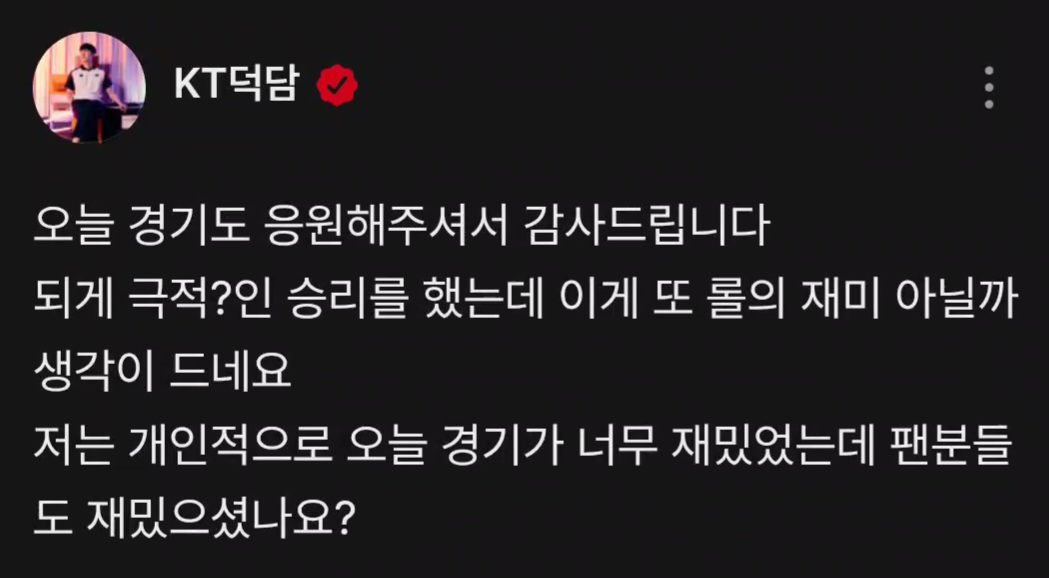 KT덕담
오늘 경기도 응원해주셔서 감사드립니다
되게 극적?인 승리를 했는데 이게 또 롤의 재미 아닐까
생각이 드네요
저는 개인적으로 오늘 경기가 너무 재밌었는데 팬분들
도 재밌으셨나요?